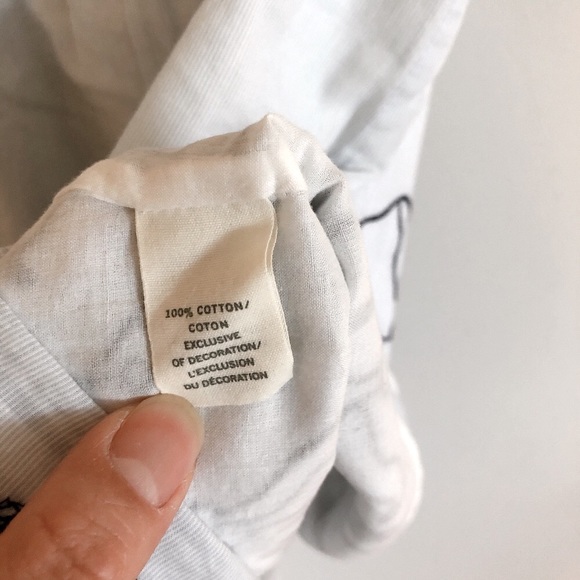 100% COTTON/
COTON
EXCLUSIVE
OF DECORATION/
L'EXCLUSION
DU DÉCORATION